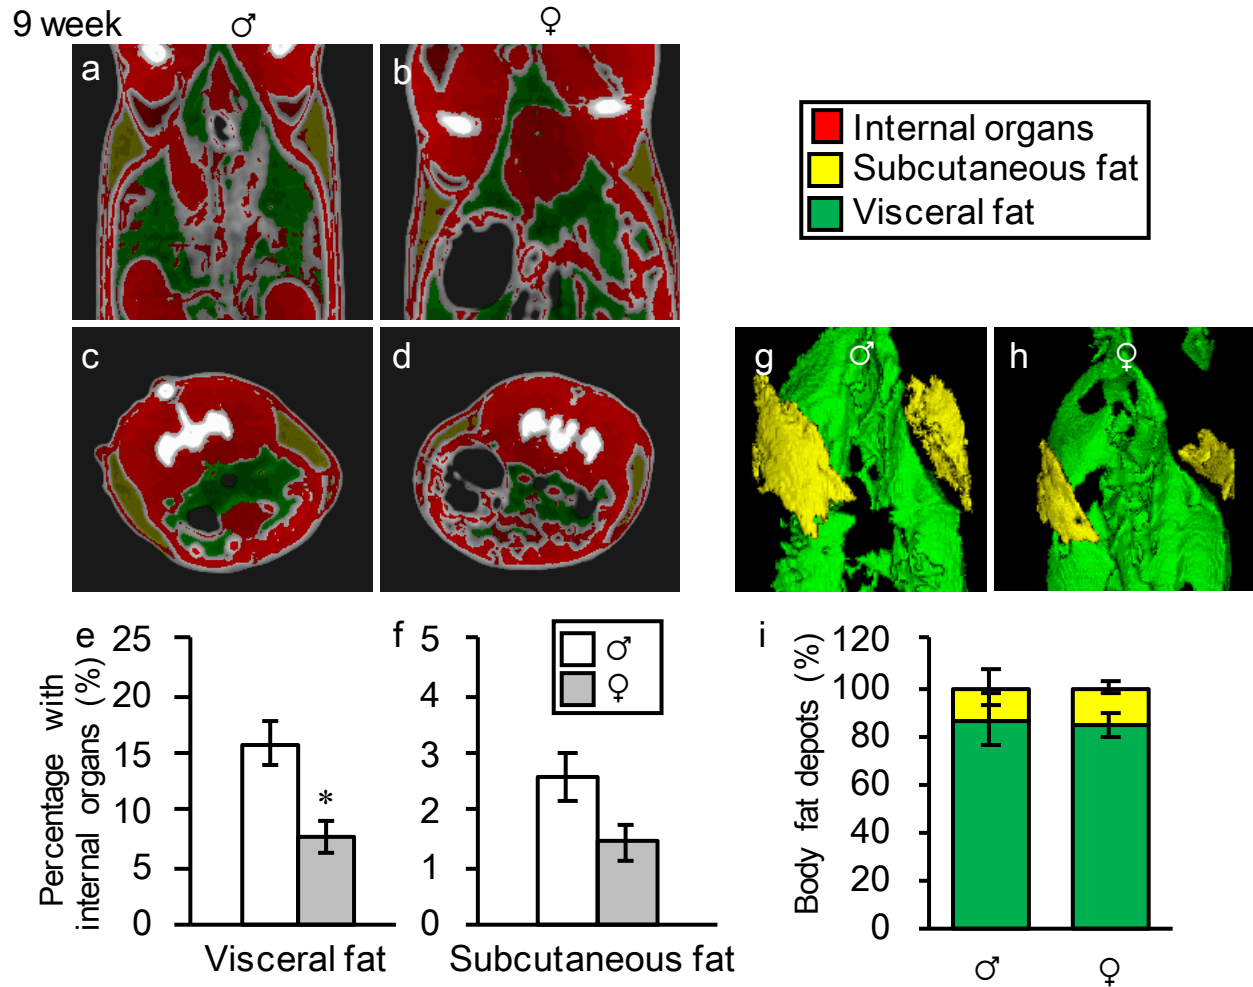 9 week ♂ ♀
a
b
Internal organs
Subcutaneous fat
Visceral fat
c
d
g ♂
h ♀
e
Percentage with
internal organs (%)
25
20
15
10
5
0
*
Visceral fat
f
5
4
3
2
1
0
♂
♀
Subcutaneous fat
i
Body fat depots (%)
120
100
80
60
40
20
0
♂ ♀